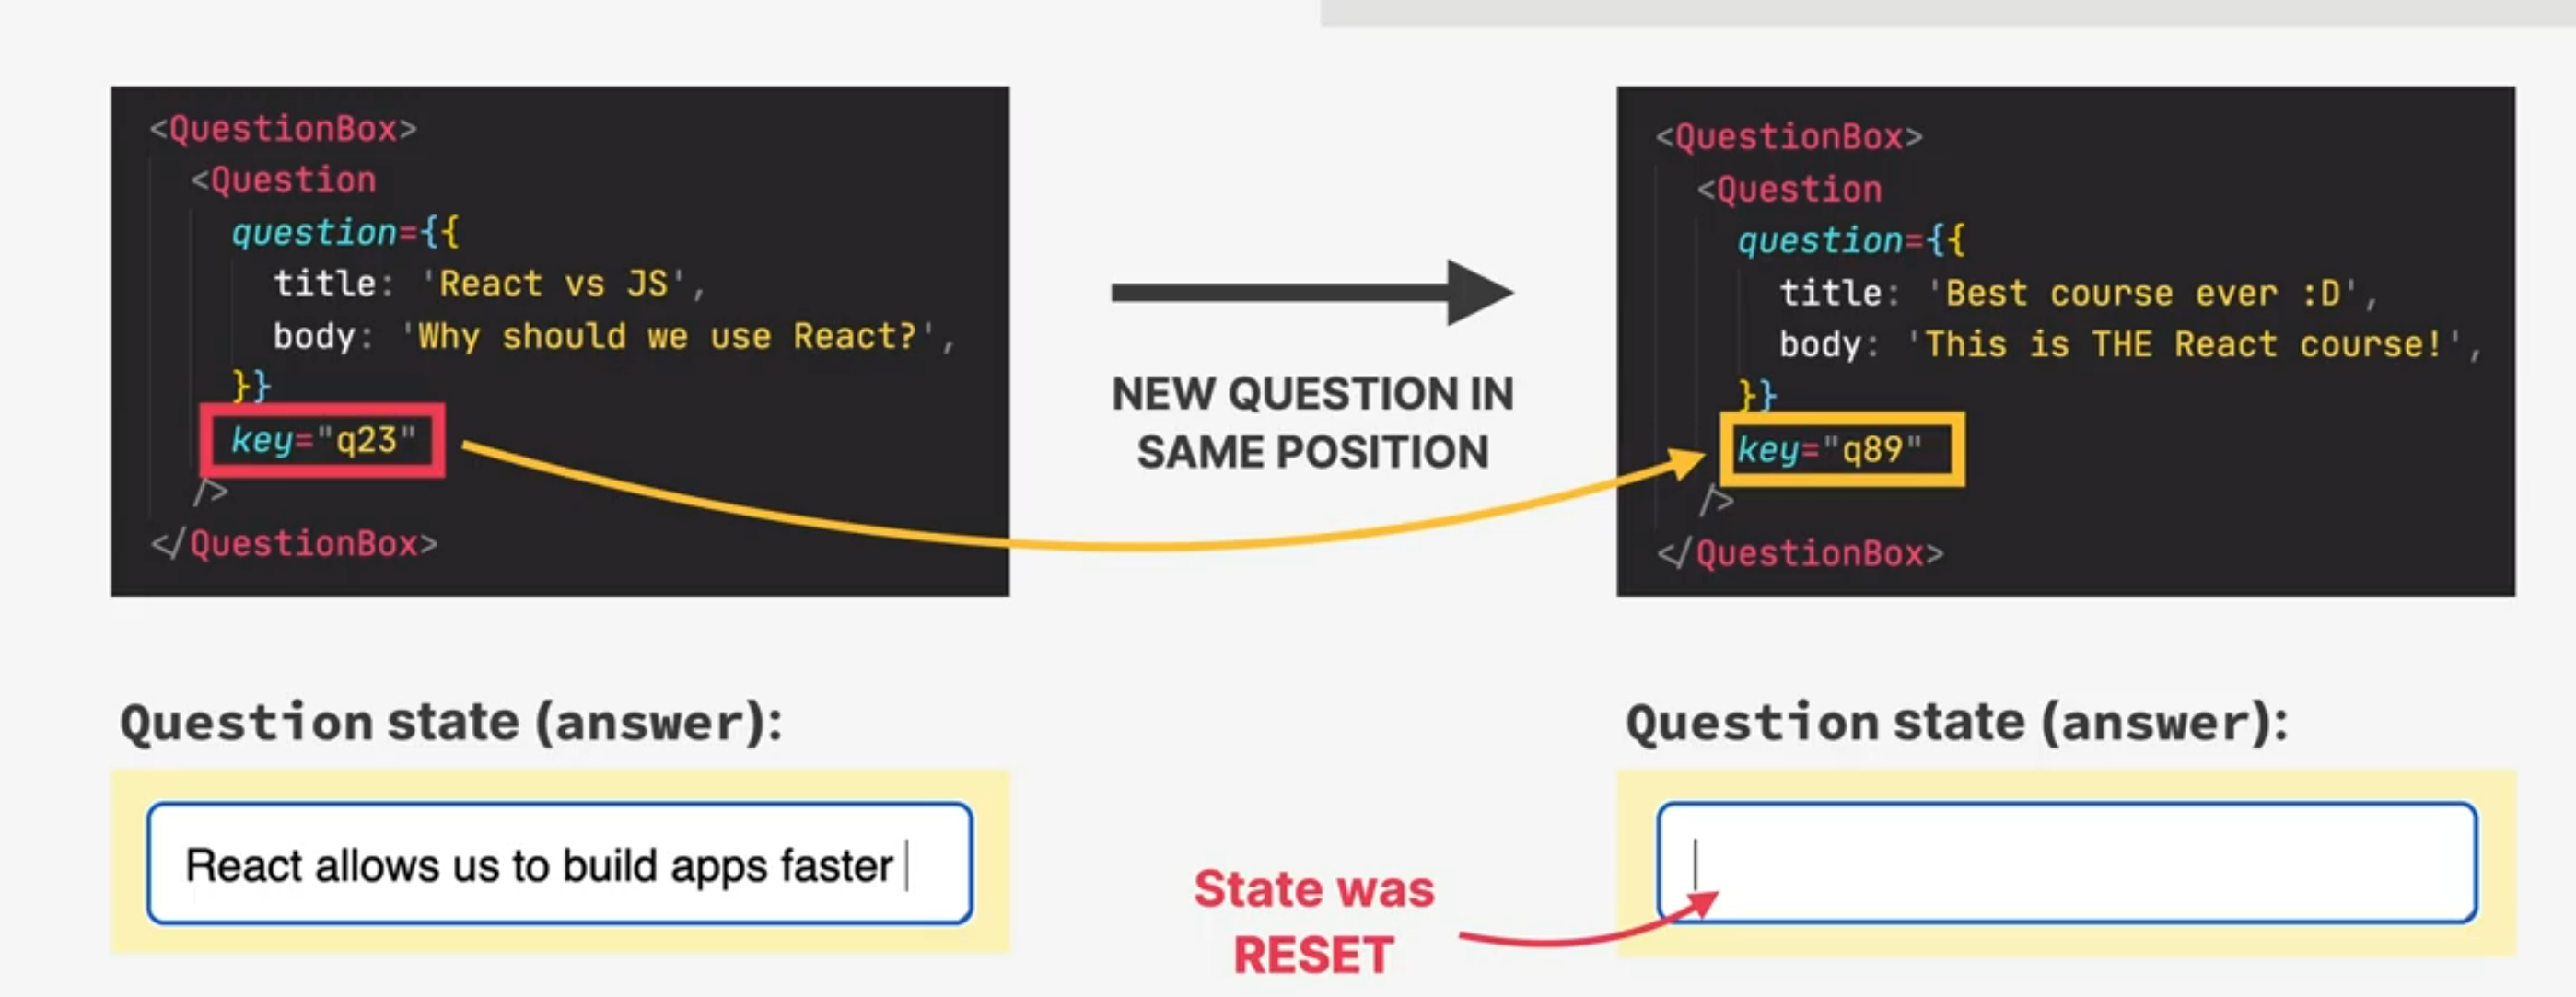 <QuestionBox>
<Question
question={{
title: 'React vs JS',
body: 'Why should we use React?',
}}
key="q23"
/>
</QuestionBox>
NEW QUESTION IN
SAME POSITION
<QuestionBox>
<Question
question={{
title: 'Best course ever :D',
body: 'This is THE React course!',
}}
key="q89"
/>
</QuestionBox>
Question state (answer):
React allows us to build apps faster
State was
RESET
Question state (answer):